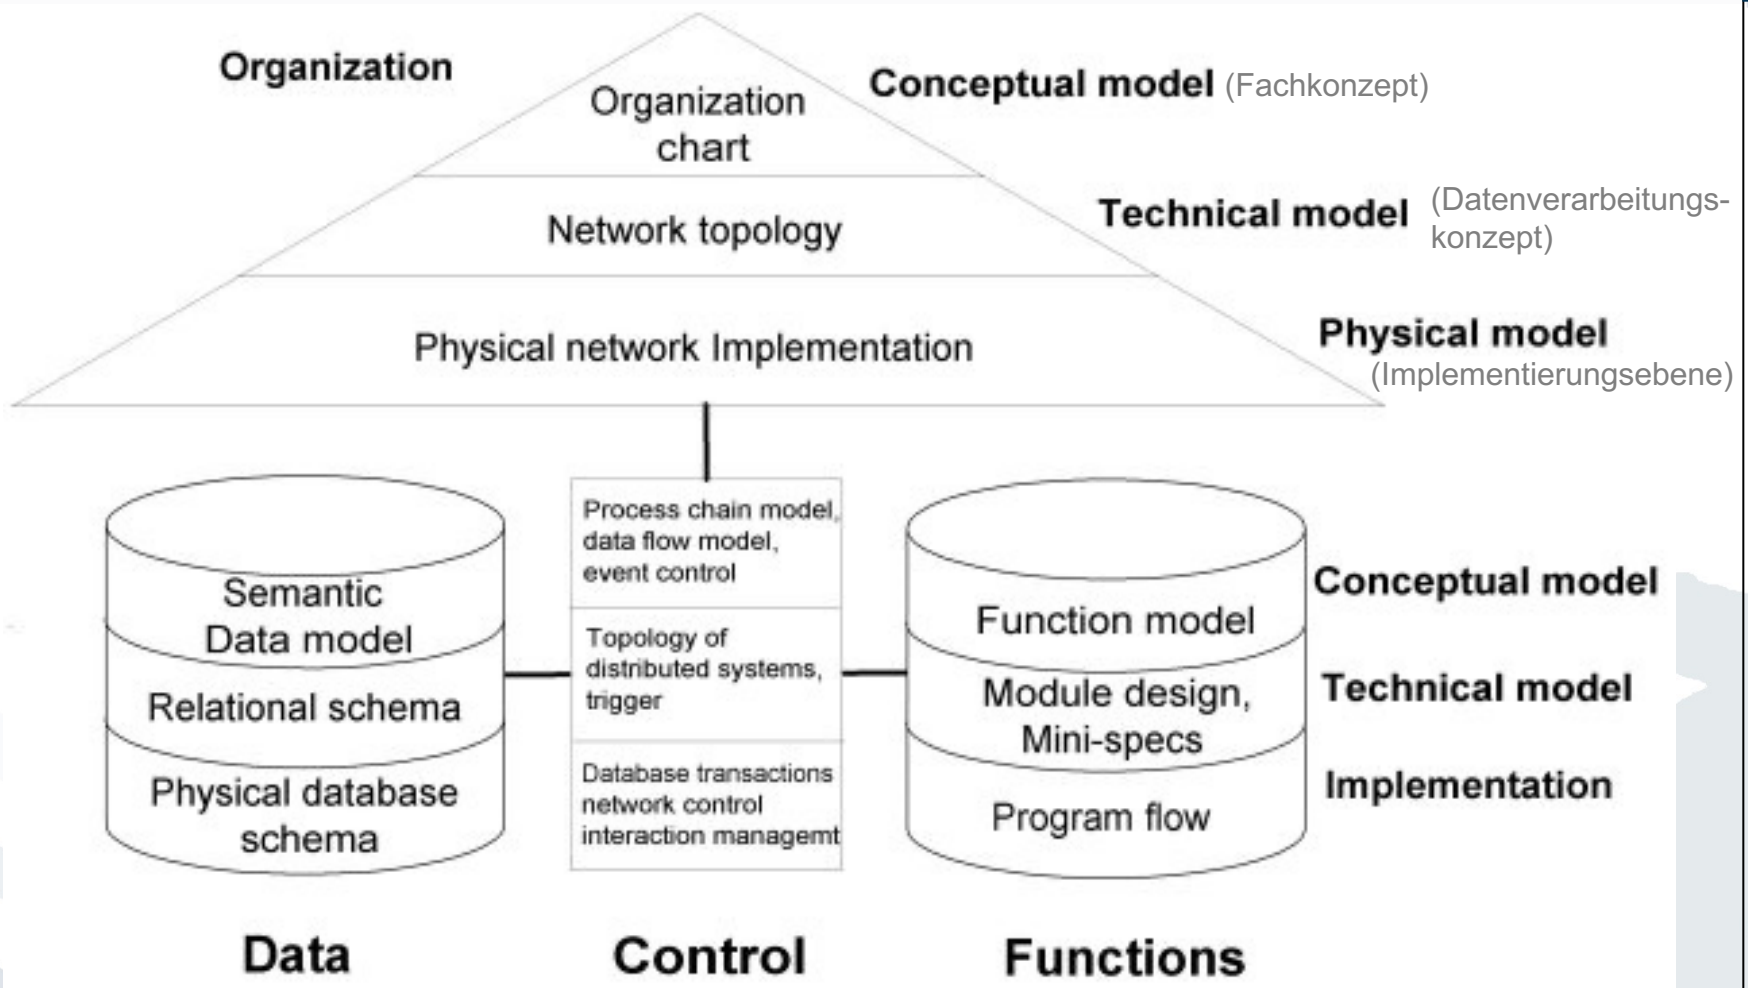 Organization
Conceptual model (Fachkonzept)
Organization
chart
Technical model (Datenverarbeitungs-
konzept)
Network topology
Physical model
(Implementierungsebene)
Physical network Implementation
Semantic
Data model
Relational schema
Physical database
schema
Process chain model,
data flow model,
event control
Topology of
distributed systems,
trigger
Database transactions
network control
interaction managemt
Function model
Module design,
Mini-specs
Program flow
Conceptual model
Technical model
Implementation
Data
Control
Functions